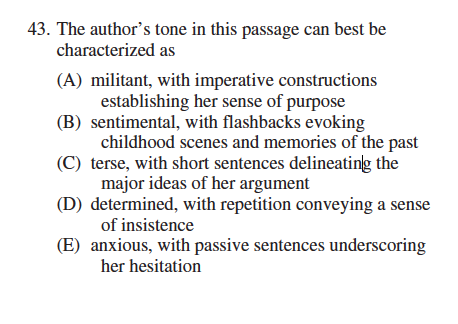 43. The author’s tone in this passage can best be
characterized as
(A) militant, with imperative constructions
establishing her sense of purpose
(B) sentimental, with flashbacks evoking
childhood scenes and memories of the past
(C) terse, with short sentences delineating the
major ideas of her argument
(D) determined, with repetition conveying a sense
of insistence
(E) anxious, with passive sentences underscoring
her hesitation